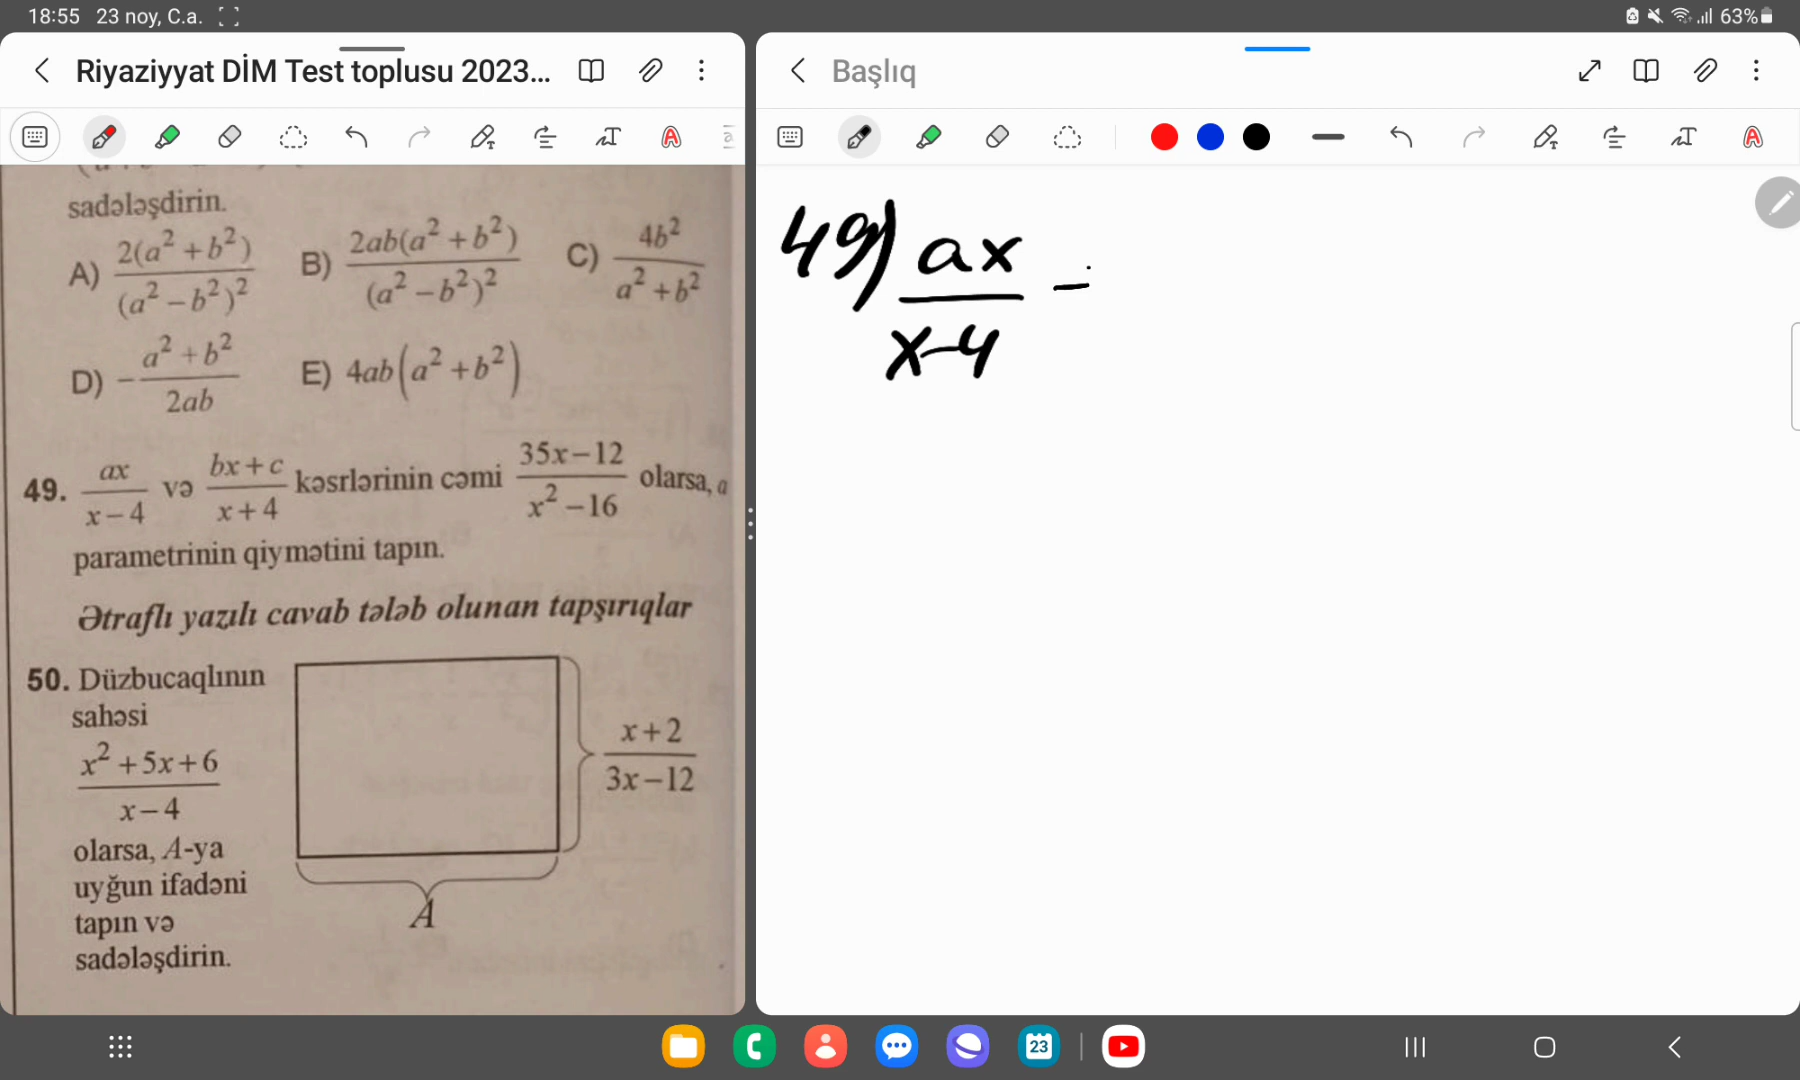 18:55 23 noy, C.a. 63%
Riyaziyyat DİM Test toplusu 2023...
sadələşdirin.
A) 2(a² + b²) / (a² − b²)² B) 2ab(a² + b²) / (a² − b²)² C) 4b² / a² + b²
D) − a² + b² / 2ab E) 4ab(a² + b²)
49. ax / x − 4 və bx + c / x + 4 kəsrlərinin cəmi 35x − 12 / x² − 16 olarsa, a
parametrinin qiymətini tapın.
Ətraflı yazılı cavab tələb olunan tapşırıqlar
50. Düzbucaqlının
sahəsi
x² + 5x + 6 / x − 4
olarsa, A-ya
uyğun ifadəni
tapın və
sadələşdirin.
x + 2 / 3x − 12
A
Başlıq
49) ax / x-4 -
23